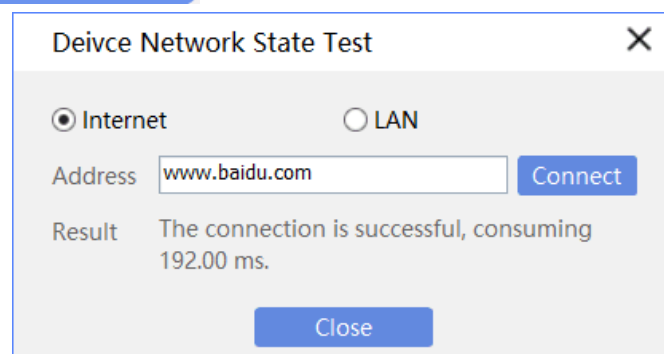 Deivce Network State Test
Internet
LAN
Address
www.baidu.com
Connect
Result
The connection is successful, consuming
192.00 ms.
Close